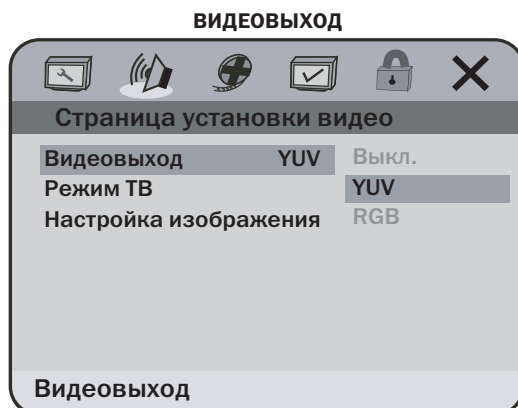 ВИДЕОВЫХОД
Страница установки видео
Видеовыход YUV Выкл.
Режим ТВ YUV
Настройка изображения RGB
Видеовыход